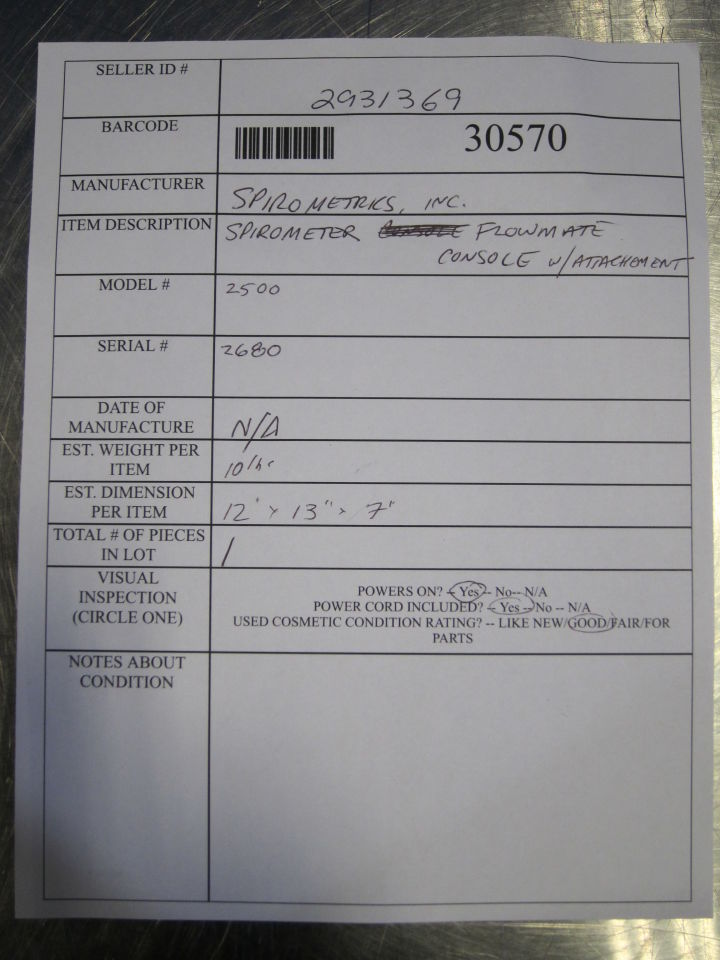 SELLER ID #
2931369
BARCODE
30570
MANUFACTURER
SPIROMETRICS, INC.
ITEM DESCRIPTION
SPIROMETER FLOWMATE
CONSOLE W/ATTACHEMENT
MODEL #
2500
SERIAL #
2680
DATE OF
MANUFACTURE
N/A
EST. WEIGHT PER
ITEM
10 lbs
EST. DIMENSION
PER ITEM
12" x 13" x 7"
TOTAL # OF PIECES
IN LOT
1
VISUAL
INSPECTION
(CIRCLE ONE)
POWERS ON? -- Yes -- No-- N/A
POWER CORD INCLUDED? -- Yes -- No -- N/A
USED COSMETIC CONDITION RATING? -- LIKE NEW/GOOD/FAIR/FOR
PARTS
NOTES ABOUT
CONDITION